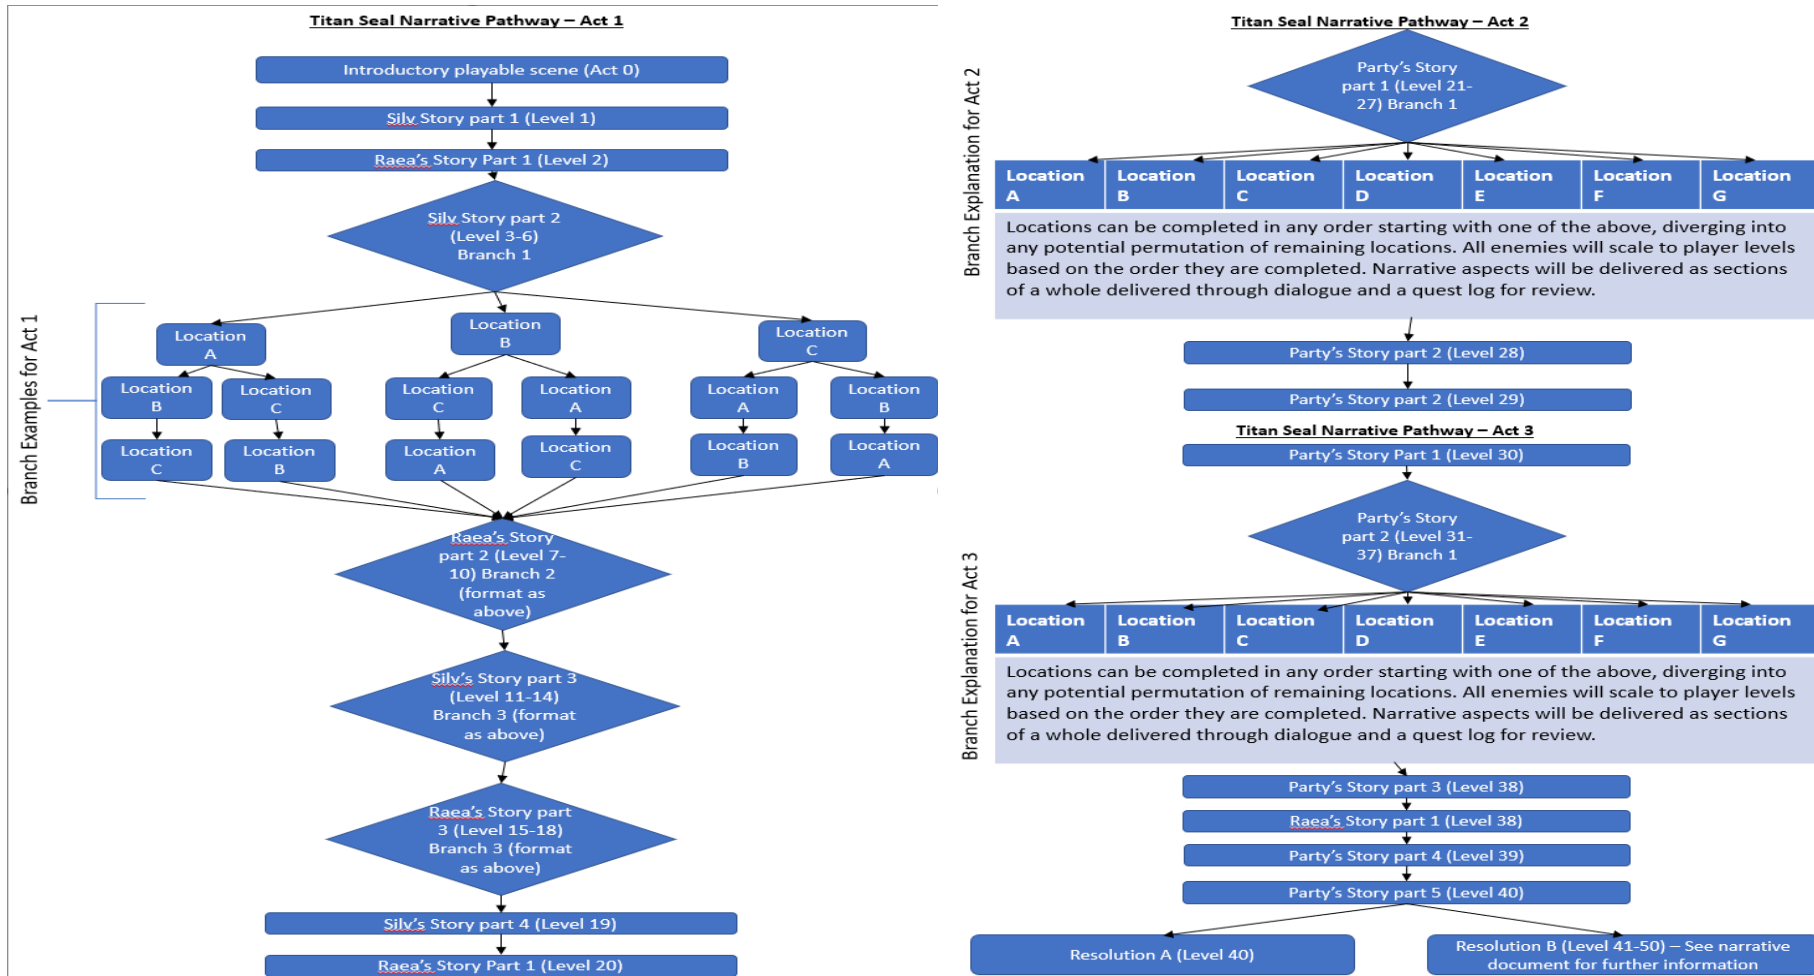 Titan Seal Narrative Pathway – Act 1
Introductory playable scene (Act 0)
Silv Story part 1 (Level 1)
Raea's Story Part 1 (Level 2)
Silv Story part 2
(Level 3-6)
Branch 1
Branch Examples for Act 1
Location
A
Location
B
Location
C
Location
B
Location
C
Location
C
Location
A
Location
A
Location
B
Location
C
Location
B
Location
A
Location
C
Location
B
Location
A
Raea's Story
part 2 (Level 7-
10) Branch 2
(format as
above)
Silv's Story part 3
(Level 11-14)
Branch 3 (format
as above)
Raea's Story part
3 (Level 15-18)
Branch 3 (format
as above)
Silv's Story part 4 (Level 19)
Raea's Story Part 1 (Level 20)
Titan Seal Narrative Pathway – Act 2
Party's Story
part 1 (Level 21-
27) Branch 1
Branch Explanation for Act 2
Location
A
Location
B
Location
C
Location
D
Location
E
Location
F
Location
G
Locations can be completed in any order starting with one of the above, diverging into
any potential permutation of remaining locations. All enemies will scale to player levels
based on the order they are completed. Narrative aspects will be delivered as sections
of a whole delivered through dialogue and a quest log for review.
Party's Story part 2 (Level 28)
Party's Story part 2 (Level 29)
Titan Seal Narrative Pathway – Act 3
Party's Story Part 1 (Level 30)
Party's Story
part 2 (Level 31-
37) Branch 1
Branch Explanation for Act 3
Location
A
Location
B
Location
C
Location
D
Location
E
Location
F
Location
G
Locations can be completed in any order starting with one of the above, diverging into
any potential permutation of remaining locations. All enemies will scale to player levels
based on the order they are completed. Narrative aspects will be delivered as sections
of a whole delivered through dialogue and a quest log for review.
Party's Story part 3 (Level 38)
Raea's Story part 1 (Level 38)
Party's Story part 4 (Level 39)
Party's Story part 5 (Level 40)
Resolution A (Level 40)
Resolution B (Level 41-50) – See narrative
document for further information